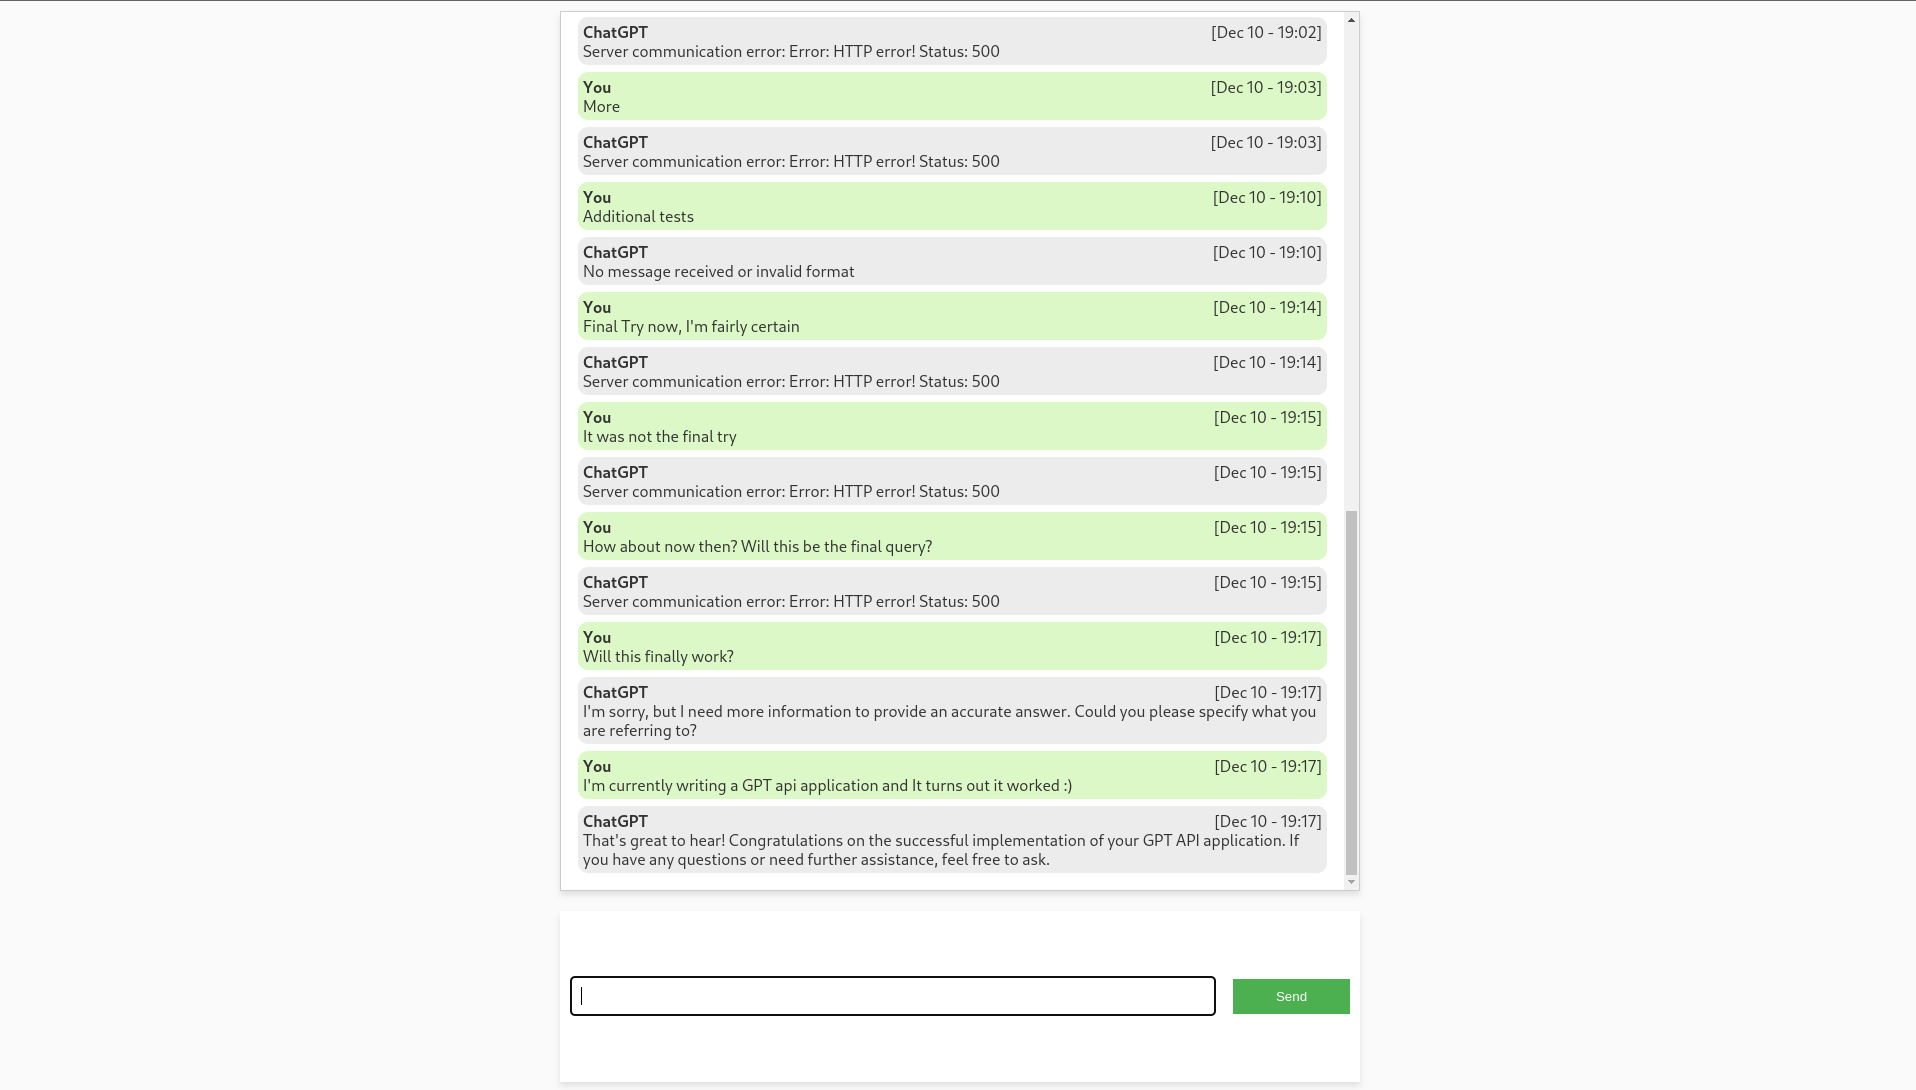 ChatGPT [Dec 10 - 19:02]
Server communication error: Error: HTTP error! Status: 500
You [Dec 10 - 19:03]
More
ChatGPT [Dec 10 - 19:03]
Server communication error: Error: HTTP error! Status: 500
You [Dec 10 - 19:10]
Additional tests
ChatGPT [Dec 10 - 19:10]
No message received or invalid format
You [Dec 10 - 19:14]
Final Try now, I'm fairly certain
ChatGPT [Dec 10 - 19:14]
Server communication error: Error: HTTP error! Status: 500
You [Dec 10 - 19:15]
It was not the final try
ChatGPT [Dec 10 - 19:15]
Server communication error: Error: HTTP error! Status: 500
You [Dec 10 - 19:15]
How about now then? Will this be the final query?
ChatGPT [Dec 10 - 19:15]
Server communication error: Error: HTTP error! Status: 500
You [Dec 10 - 19:17]
Will this finally work?
ChatGPT [Dec 10 - 19:17]
I'm sorry, but I need more information to provide an accurate answer. Could you please specify what you
are referring to?
You [Dec 10 - 19:17]
I'm currently writing a GPT api application and It turns out it worked :)
ChatGPT [Dec 10 - 19:17]
That's great to hear! Congratulations on the successful implementation of your GPT API application. If
you have any questions or need further assistance, feel free to ask.
Send